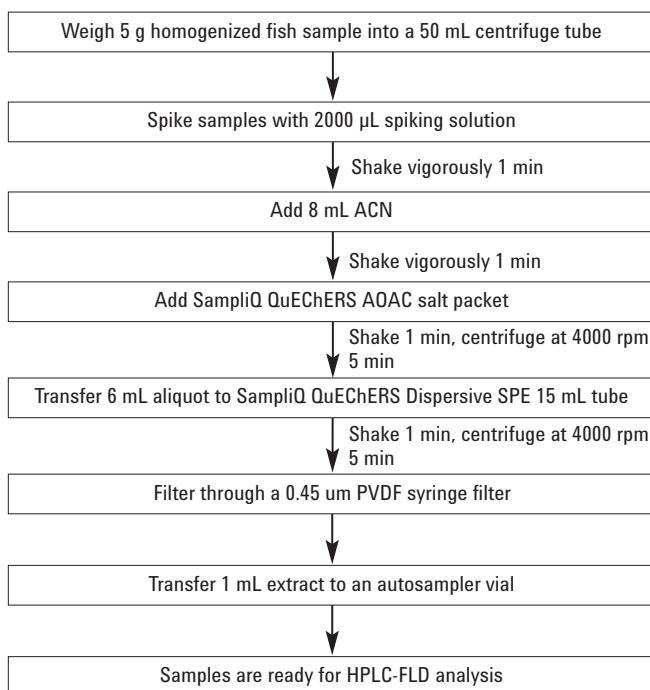 Weigh 5 g homogenized fish sample into a 50 mL centrifuge tube
Spike samples with 2000 µL spiking solution
Shake vigorously 1 min
Add 8 mL ACN
Shake vigorously 1 min
Add SampliQ QuEChERS AOAC salt packet
Shake 1 min, centrifuge at 4000 rpm
5 min
Transfer 6 mL aliquot to SampliQ QuEChERS Dispersive SPE 15 mL tube
Shake 1 min, centrifuge at 4000 rpm
5 min
Filter through a 0.45 um PVDF syringe filter
Transfer 1 mL extract to an autosampler vial
Samples are ready for HPLC-FLD analysis